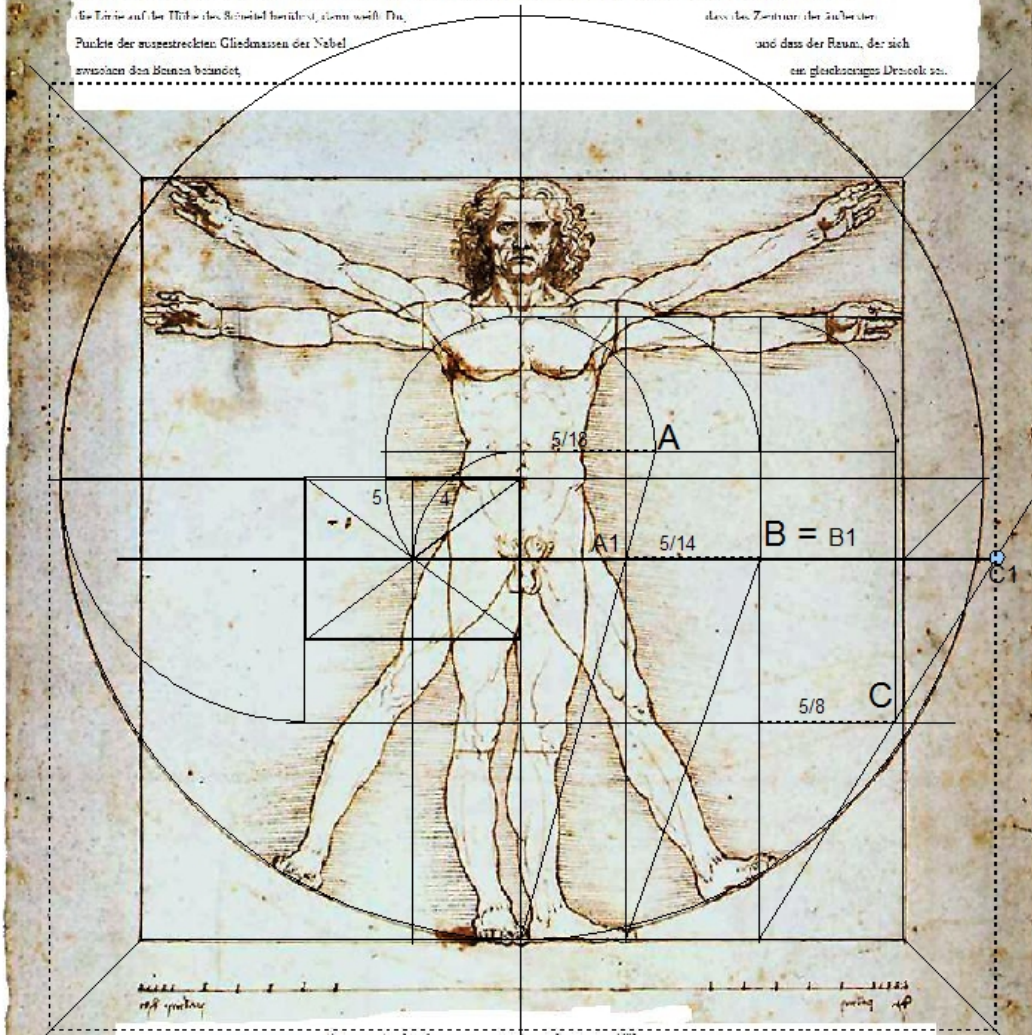 die Linie auf der Höhe des Scheitel berührst, dann weißt Du, dass das Zentrum der äußersten
Punkte der ausgestreckten Gliedmassen der Nabel und dass der Raum, der sich
zwischen den Beinen befindet, ein gleichseitiges Dreieck sei.
5/18 A
5 4
A1 5/14 B = B1
C1
5/8 C